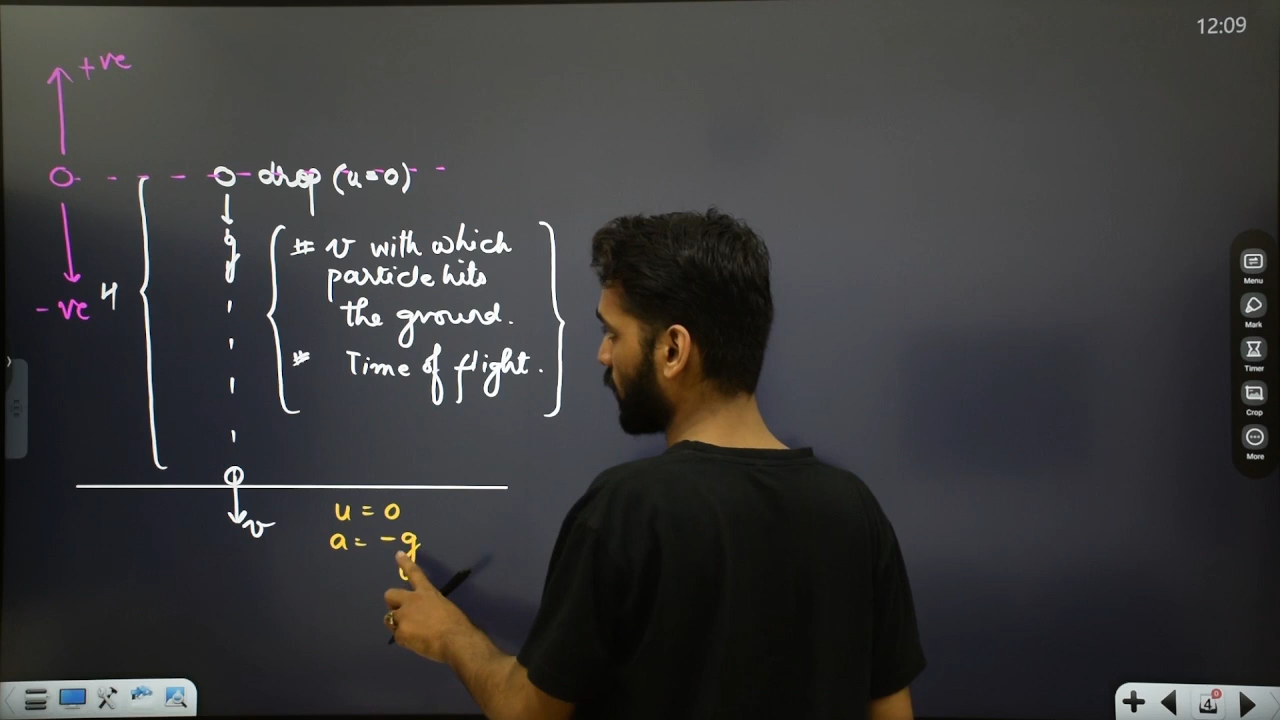 12:09
+ve
drop (u=0)
g
# v with which
particle hits
the ground.
# Time of flight.
-ve
H
v
u = 0
a = -g
Menu
Mark
Timer
Crop
More
4
0